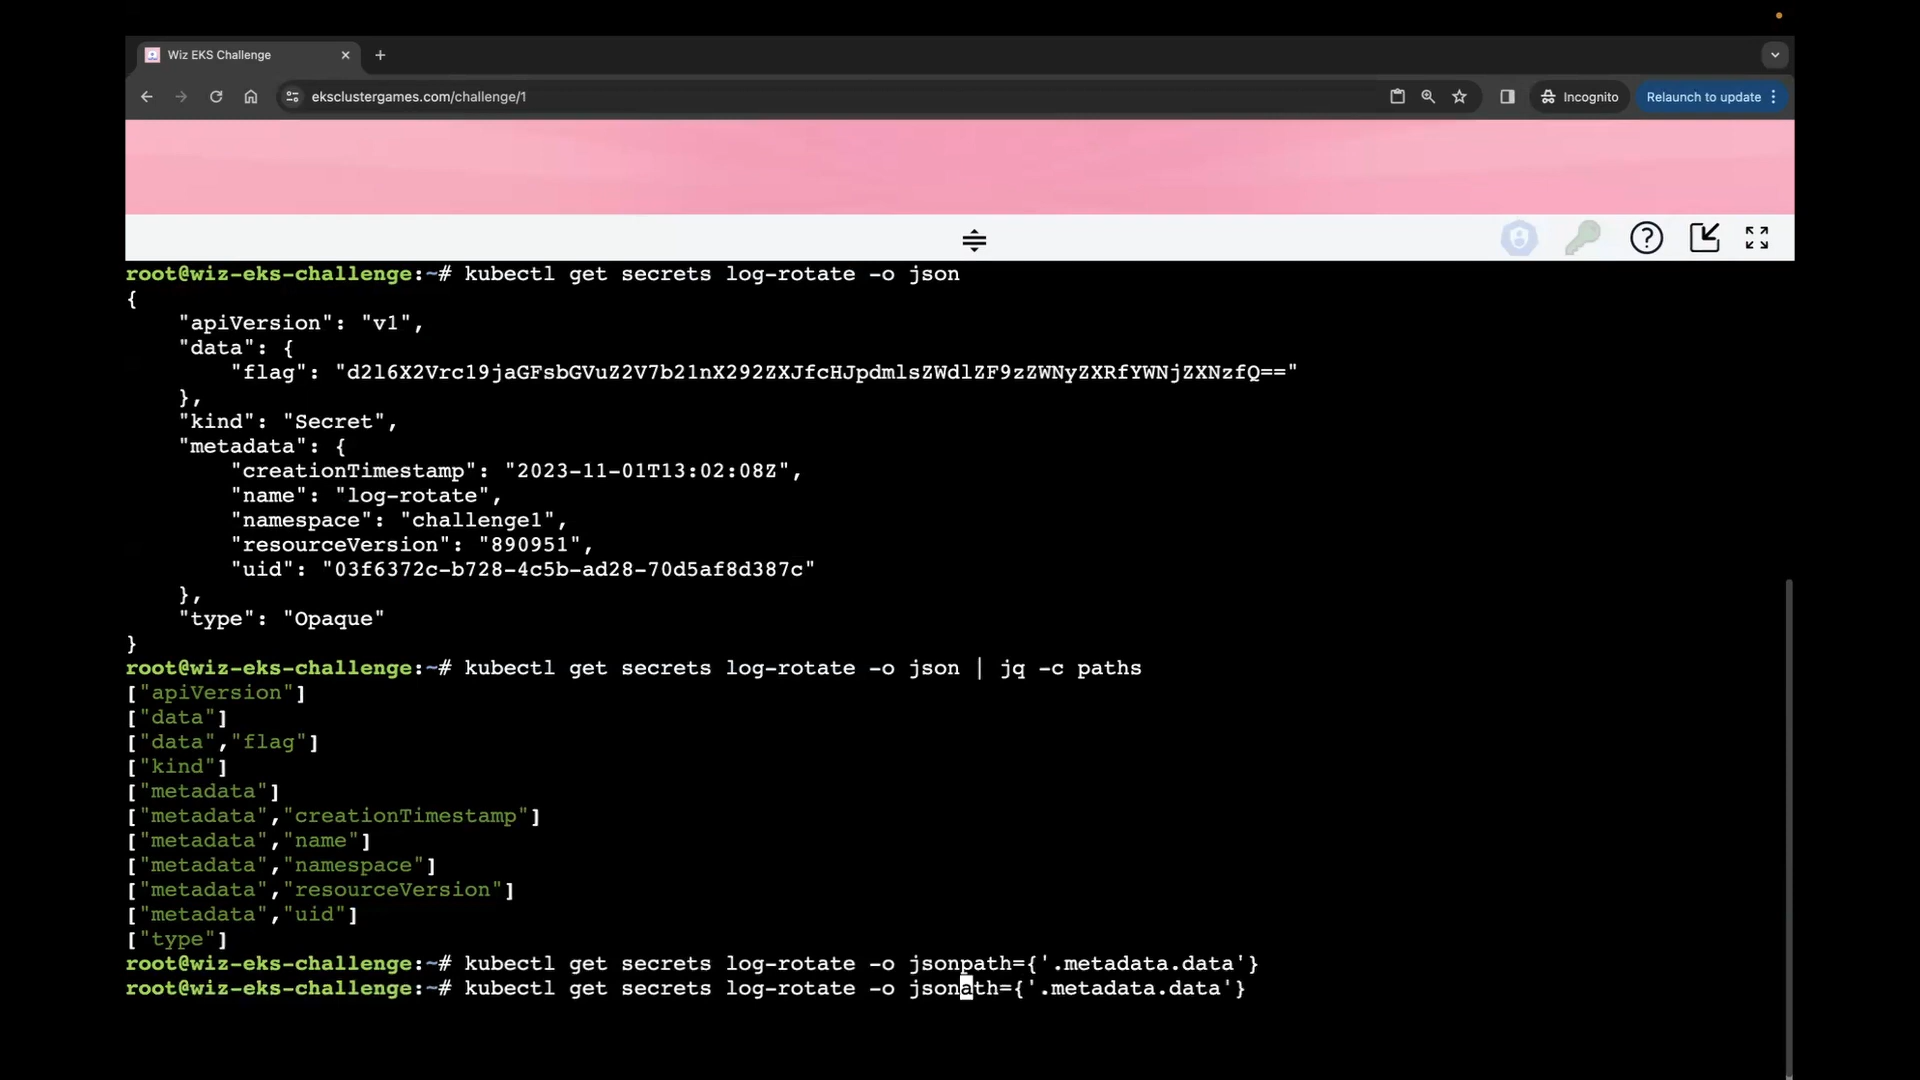 Wiz EKS Challenge
eksclustergames.com/challenge/1
Incognito
Relaunch to update
root@wiz-eks-challenge:~# kubectl get secrets log-rotate -o json
{
    "apiVersion": "v1",
    "data": {
        "flag": "d2l6X2Vrc19jaGFsbGVuZ2V7b21nX292ZXJfcHJpdmlsZWdlZF9zZWNyZXRfYWNjZXNzfQ=="
    },
    "kind": "Secret",
    "metadata": {
        "creationTimestamp": "2023-11-01T13:02:08Z",
        "name": "log-rotate",
        "namespace": "challenge1",
        "resourceVersion": "890951",
        "uid": "03f6372c-b728-4c5b-ad28-70d5af8d387c"
    },
    "type": "Opaque"
}
root@wiz-eks-challenge:~# kubectl get secrets log-rotate -o json | jq -c paths
["apiVersion"]
["data"]
["data","flag"]
["kind"]
["metadata"]
["metadata","creationTimestamp"]
["metadata","name"]
["metadata","namespace"]
["metadata","resourceVersion"]
["metadata","uid"]
["type"]
root@wiz-eks-challenge:~# kubectl get secrets log-rotate -o jsonpath={'.metadata.data'}
root@wiz-eks-challenge:~# kubectl get secrets log-rotate -o jsonath={'.metadata.data'}